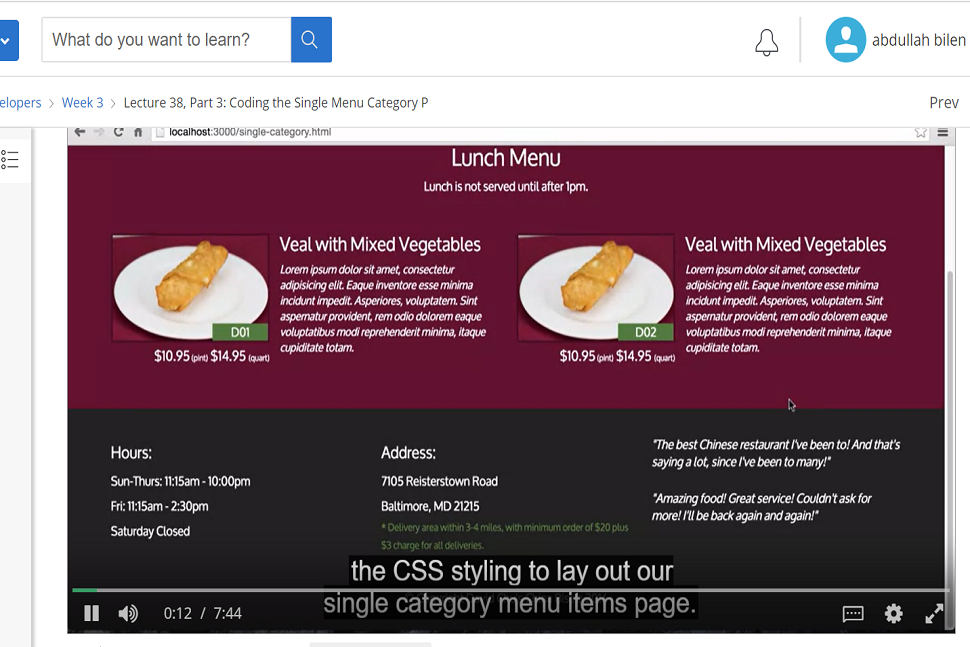 What do you want to learn?
abdullah bilen
elopers > Week 3 > Lecture 38, Part 3: Coding the Single Menu Category P
Prev
localhost:3000/single-category.html
Lunch Menu
Lunch is not served until after 1pm.
Veal with Mixed Vegetables
Lorem ipsum dolor sit amet, consectetur
adipisicing elit. Eaque inventore esse minima
incidunt impedit. Asperiores, voluptatem. Sint
aspernatur provident, rem odio dolorem eaque
voluptatibus modi reprehenderit minima, itaque
cupiditate totam.
D01
$10.95 (pint) $14.95 (quart)
Veal with Mixed Vegetables
Lorem ipsum dolor sit amet, consectetur
adipisicing elit. Eaque inventore esse minima
incidunt impedit. Asperiores, voluptatem. Sint
aspernatur provident, rem odio dolorem eaque
voluptatibus modi reprehenderit minima, itaque
cupiditate totam.
D02
$10.95 (pint) $14.95 (quart)
Hours:
Sun-Thurs: 11:15am - 10:00pm
Fri: 11:15am - 2:30pm
Saturday Closed
Address:
7105 Reisterstown Road
Baltimore, MD 21215
* Delivery area within 3-4 miles, with minimum order of $20 plus
$3 charge for all deliveries.
"The best Chinese restaurant I've been to! And that's
saying a lot, since I've been to many!"
"Amazing food! Great service! Couldn't ask for
more! I'll be back again and again!"
the CSS styling to lay out our
single category menu items page.
0:12 / 7:44